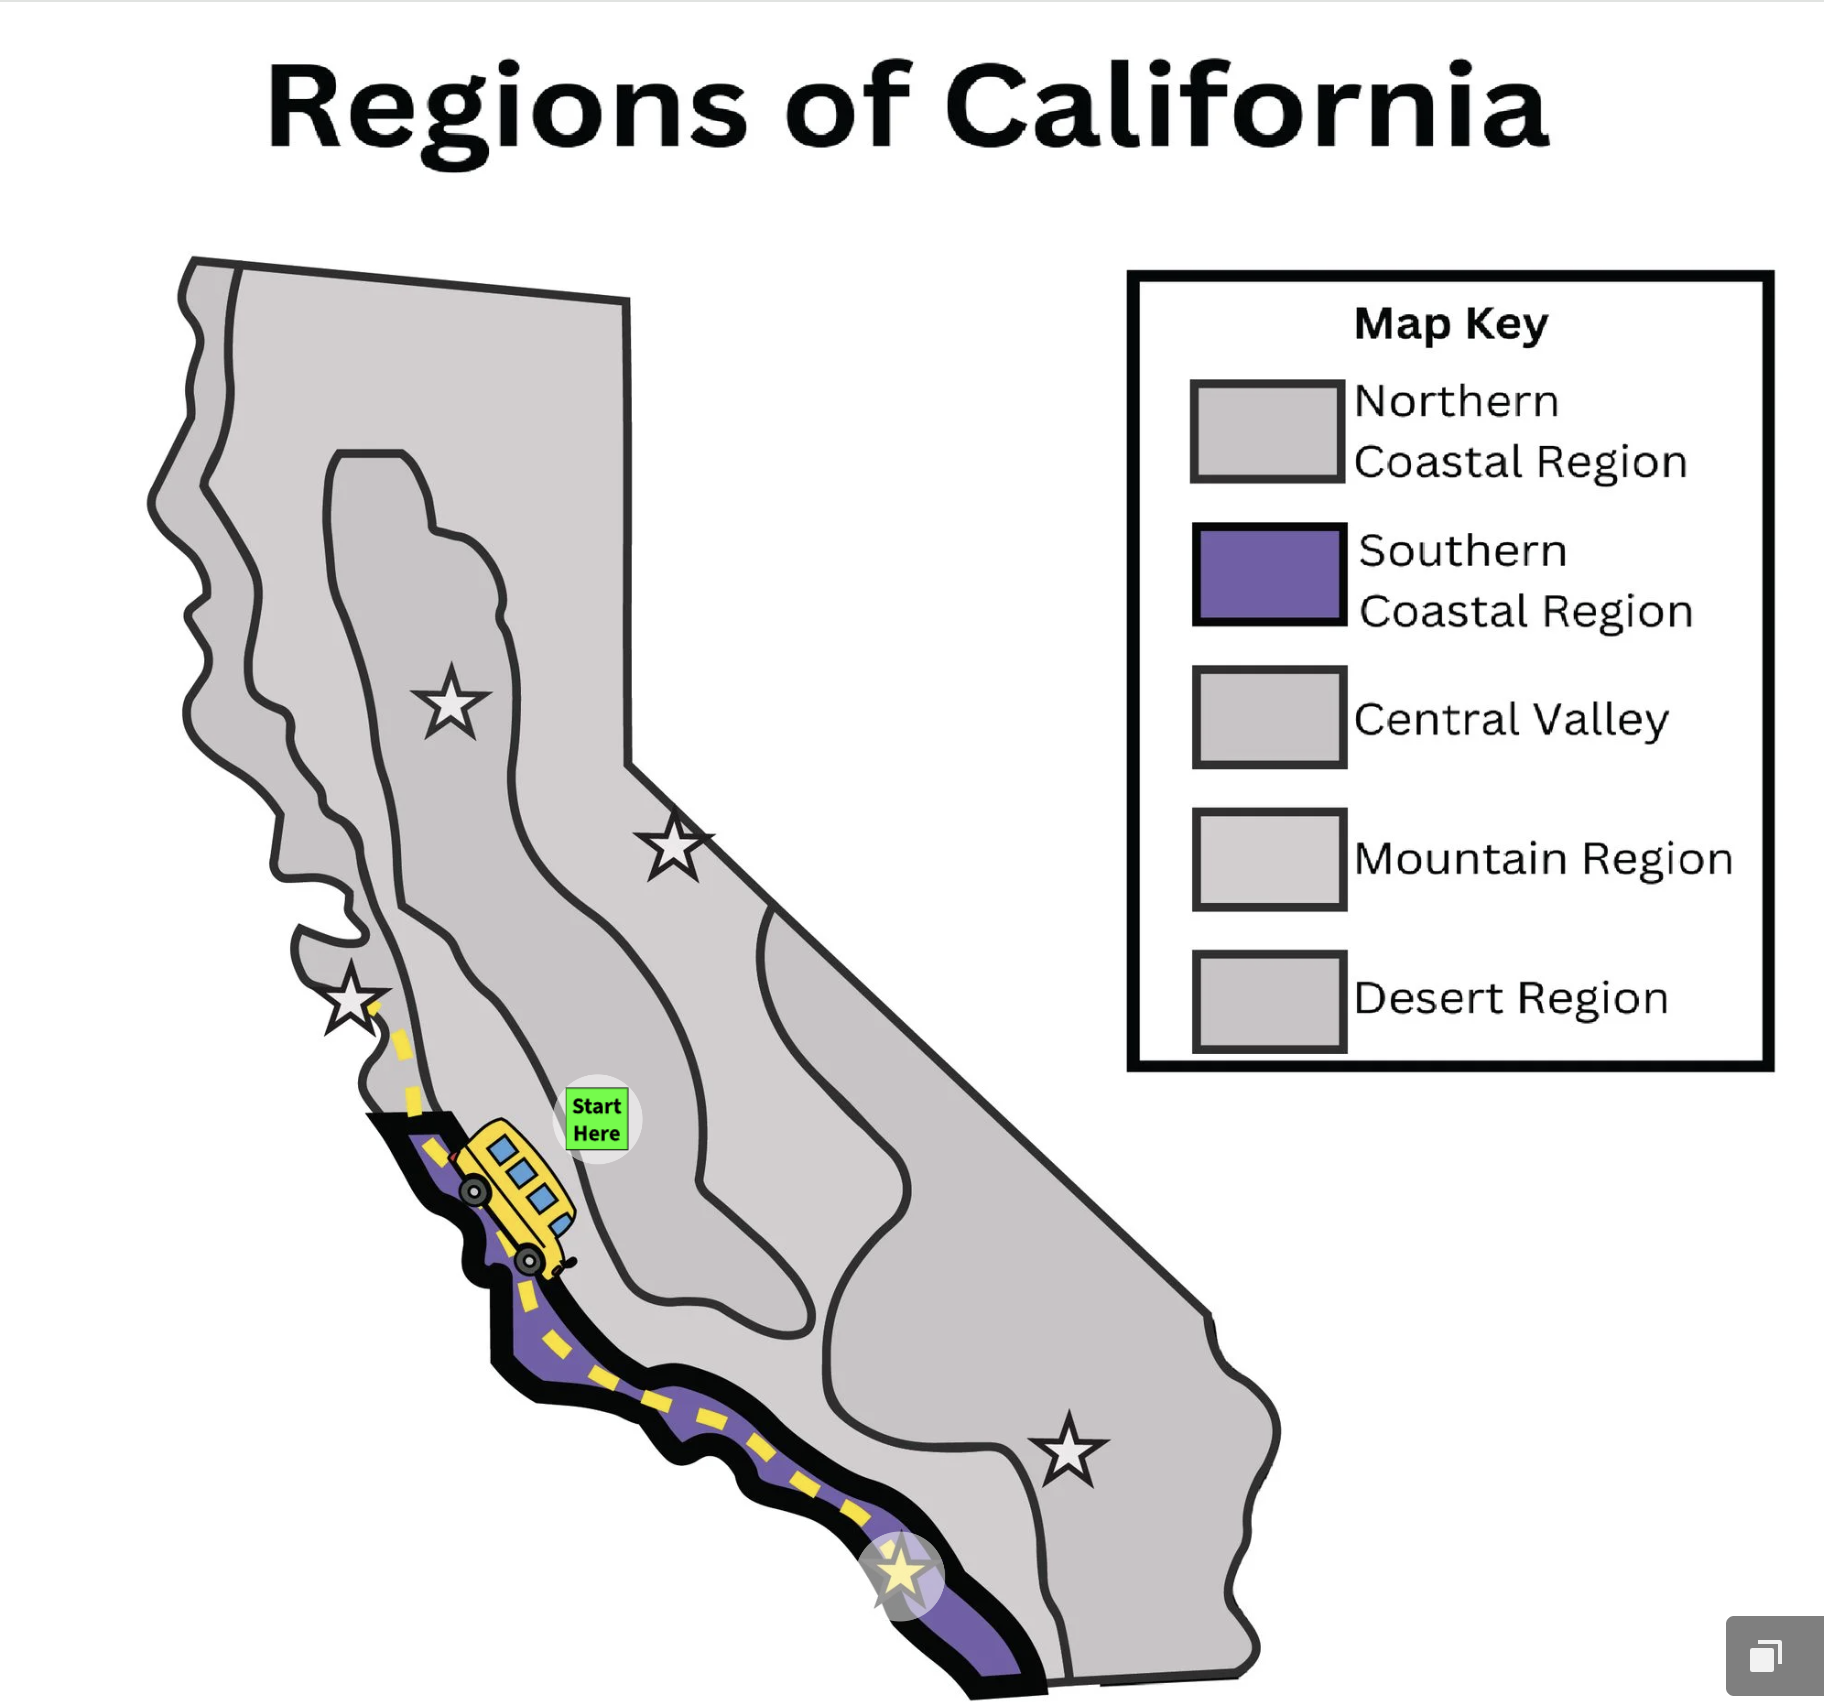 Regions of California
Map Key
Northern
Coastal Region
Southern
Coastal Region
Central Valley
Mountain Region
Desert Region
Start
Here